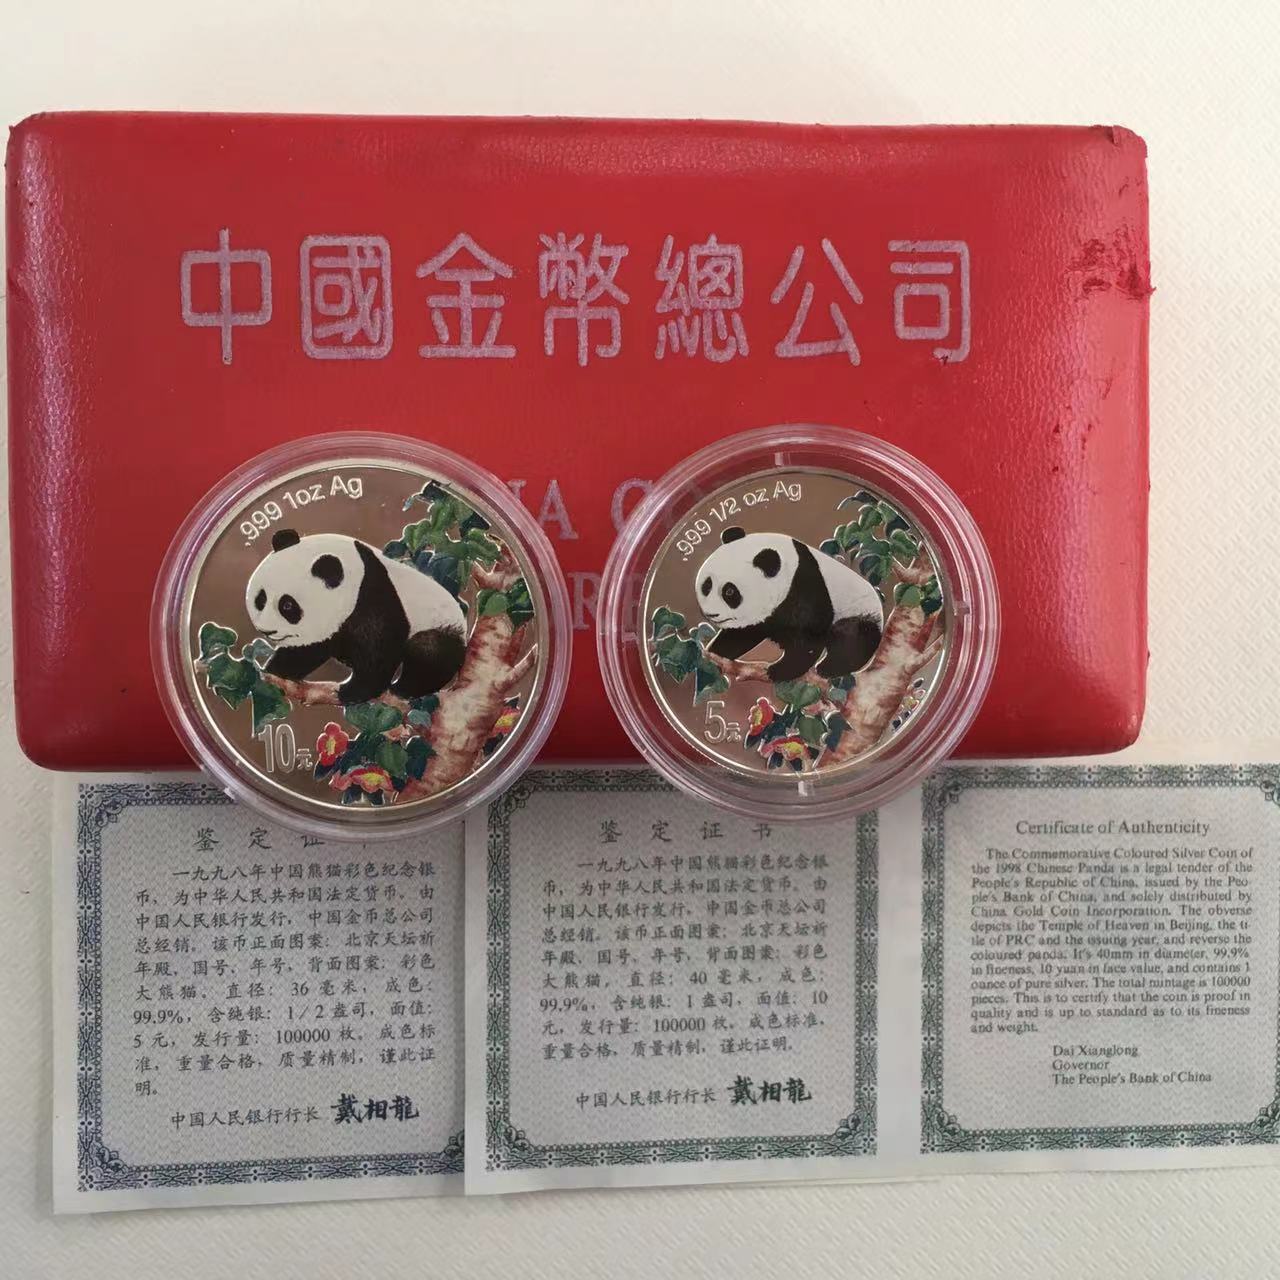 中國金幣總公司
NA C
RP
.999 1oz Ag
10元
.999 1/2 oz Ag
5元
鉴定证
一九九八年中国熊猫彩色纪念银
币，为中华人民共和国法定货币。由
中国人民银行发行，中国金币总公司
总经销。该币正面图案：北京天坛祈
年殿、国号、年号，背面图案：彩色
大熊猫。直径：36 毫米，成色：
99.9%，含纯银：1/2 盎司，面值：
5 元，发行量：100000 枚。成色标
准，重量合格，质量精制，谨此证
明。
中国人民银行行长 戴相龍
鉴定证书
一九九八年中国熊猫彩色纪念银
币，为中华人民共和国法定货币。由
中国人民银行发行，中国金币总公司
总经销。该币正面图案：北京天坛祈
年殿、国号、年号，背面图案：彩色
大熊猫。直径：40 毫米，成色：
99.9%，含纯银：1 盎司，面值：10
元，发行量：100000 枚。成色标准，
重量合格，质量精制，谨此证明。
中国人民银行行长 戴相龍
Certificate of Authenticity
The Commemorative Coloured Silver Coin of
the 1998 Chinese Panda is a legal tender of the
People's Republic of China, issued by the Peo-
ple's Bank of China, and solely distributed by
China Gold Coin Incorporation. The obverse
depicts the Temple of Heaven in Beijing, the ti-
tle of PRC and the issuing year, and reverse the
coloured panda. It's 40mm in diameter, 99.9%
in fineness, 10 yuan in face value, and contains 1
ounce of pure silver. The total mintage is 100000
pieces. This is to certify that the coin is proof in
quality and is up to standard as to its fineness
and weight.
Dai Xianglong
Governor
The People's Bank of China